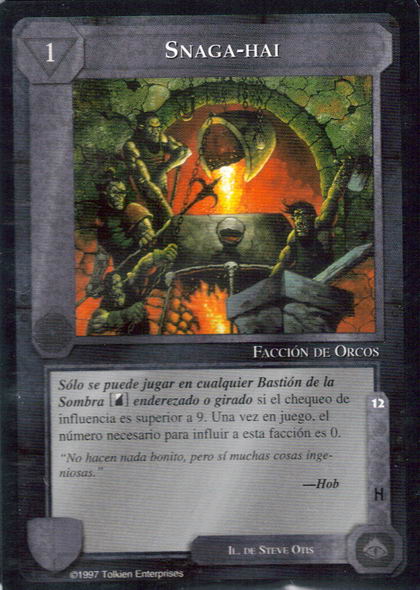 1
SNAGA-HAI
FACCIÓN DE ORCOS
Sólo se puede jugar en cualquier Bastión de la
Sombra enderezado o girado si el chequeo de
influencia es superior a 9. Una vez en juego, el
número necesario para influir a esta facción es 0.
12
"No hacen nada bonito, pero sí muchas cosas inge-
niosas."
—Hob
IL. DE STEVE OTIS
©1997 Tolkien Enterprises